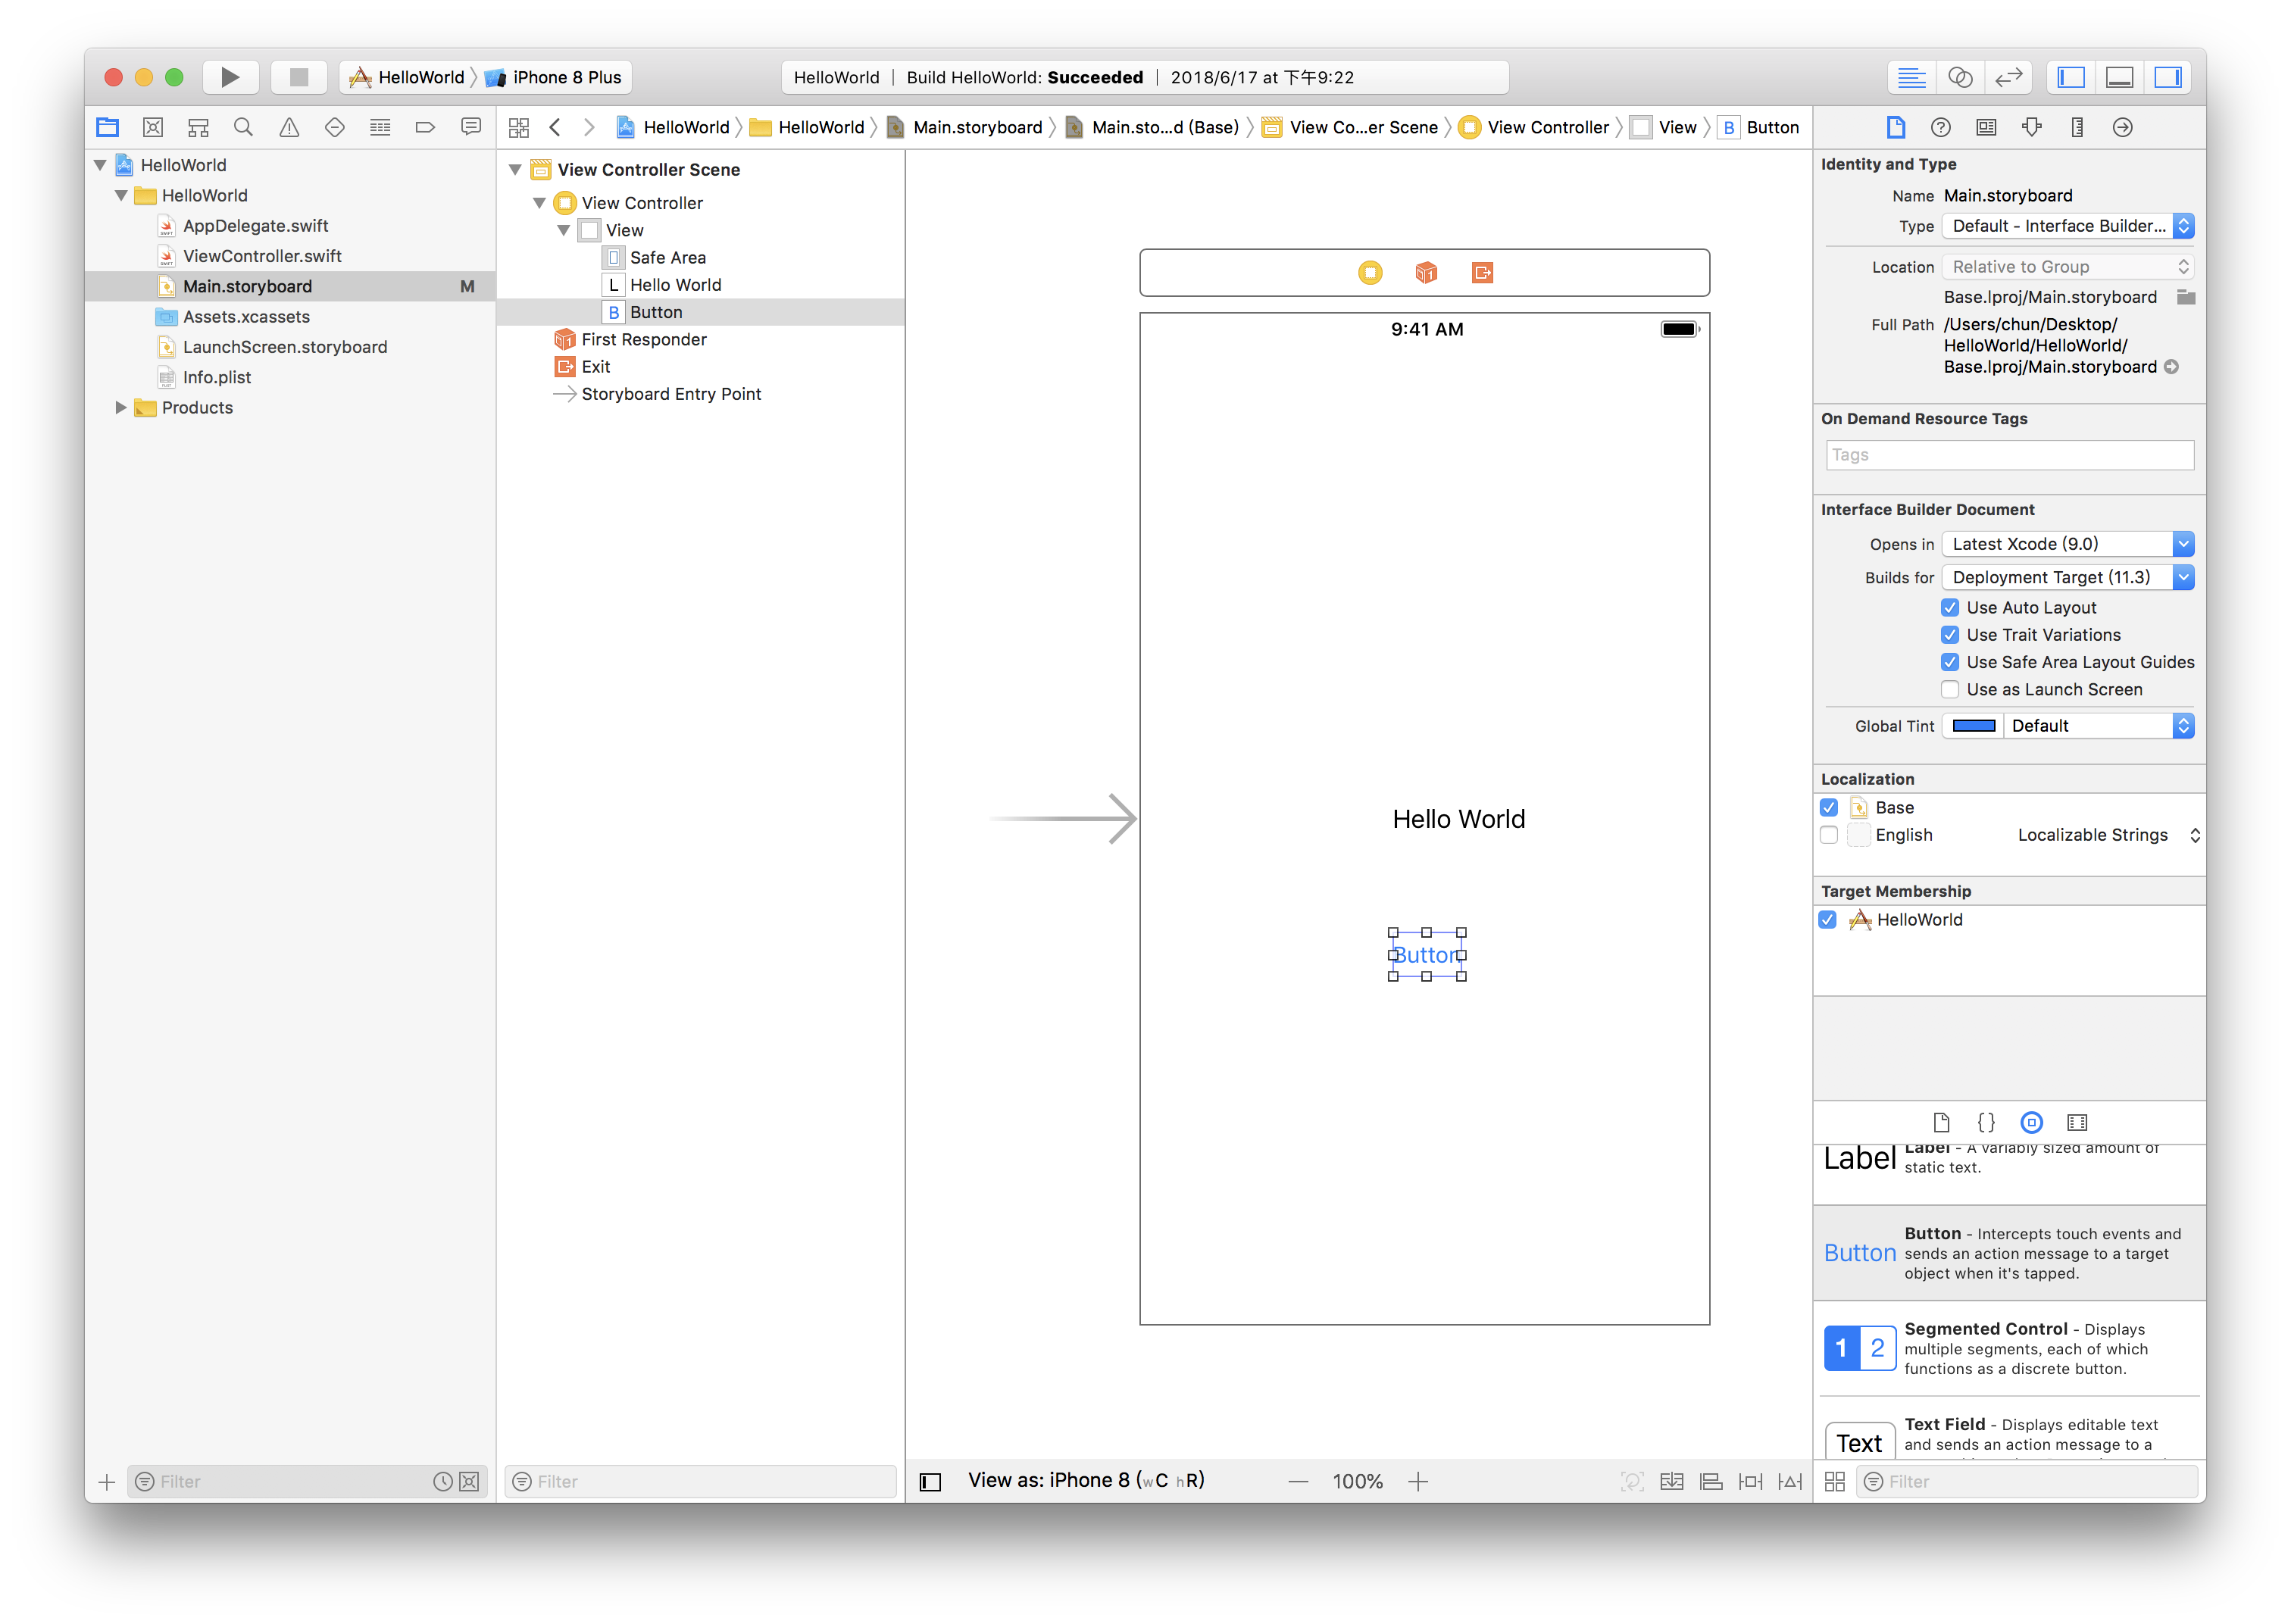 HelloWorld
iPhone 8 Plus
HelloWorld | Build HelloWorld: Succeeded | 2018/6/17 at 下午9:22
HelloWorld
HelloWorld
Main.storyboard
Main.sto...d (Base)
View Co...er Scene
View Controller
View
B
Button
HelloWorld
HelloWorld
AppDelegate.swift
ViewController.swift
Main.storyboard
M
Assets.xcassets
LaunchScreen.storyboard
Info.plist
Products
Filter
View Controller Scene
View Controller
View
Safe Area
L Hello World
B Button
First Responder
Exit
Storyboard Entry Point
Filter
9:41 AM
Hello World
Button
View as: iPhone 8 (wC hR)
100%
Identity and Type
Name Main.storyboard
Type Default - Interface Builder...
Location Relative to Group
Base.lproj/Main.storyboard
Full Path /Users/chun/Desktop/
HelloWorld/HelloWorld/
Base.lproj/Main.storyboard
On Demand Resource Tags
Tags
Interface Builder Document
Opens in Latest Xcode (9.0)
Builds for Deployment Target (11.3)
Use Auto Layout
Use Trait Variations
Use Safe Area Layout Guides
Use as Launch Screen
Global Tint Default
Localization
Base
English Localizable Strings
Target Membership
HelloWorld
{}
Label
Label - A variably sized amount of
static text.
Button
Button - Intercepts touch events and
sends an action message to a target
object when it's tapped.
1 2
Segmented Control - Displays
multiple segments, each of which
functions as a discrete button.
Text
Text Field - Displays editable text
and sends an action message to a
Filter